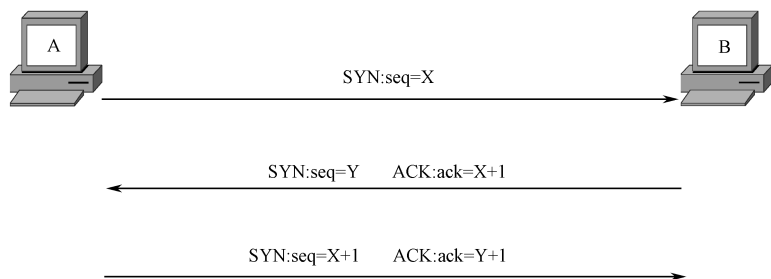 A
B
SYN:seq=X
SYN:seq=Y ACK:ack=X+1
SYN:seq=X+1 ACK:ack=Y+1